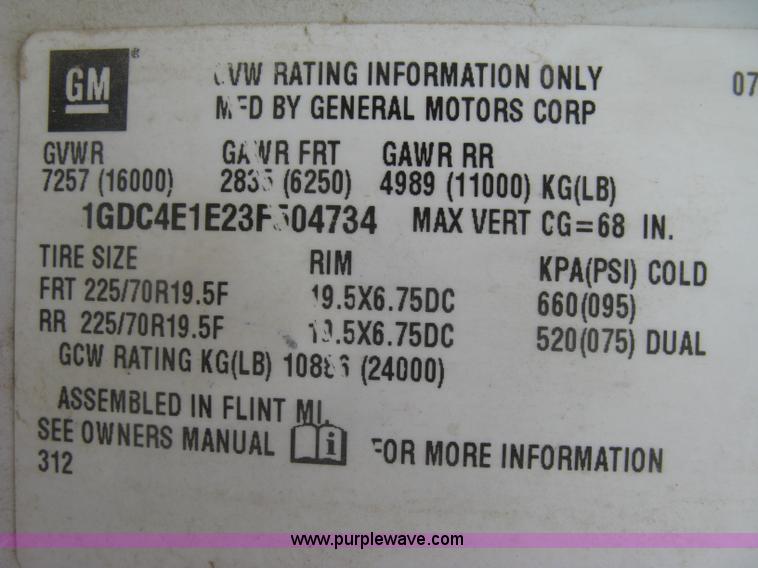 GM
GVW RATING INFORMATION ONLY 07
MFD BY GENERAL MOTORS CORP
GVWR GAWR FRT GAWR RR
7257 (16000) 2835 (6250) 4989 (11000) KG(LB)
1GDC4E1E23F504734 MAX VERT CG=68 IN.
TIRE SIZE RIM KPA(PSI) COLD
FRT 225/70R19.5F 19.5X6.75DC 660(095)
RR 225/70R19.5F 19.5X6.75DC 520(075) DUAL
GCW RATING KG(LB) 10886 (24000)
ASSEMBLED IN FLINT MI.
SEE OWNERS MANUAL i FOR MORE INFORMATION
312
www.purplewave.com